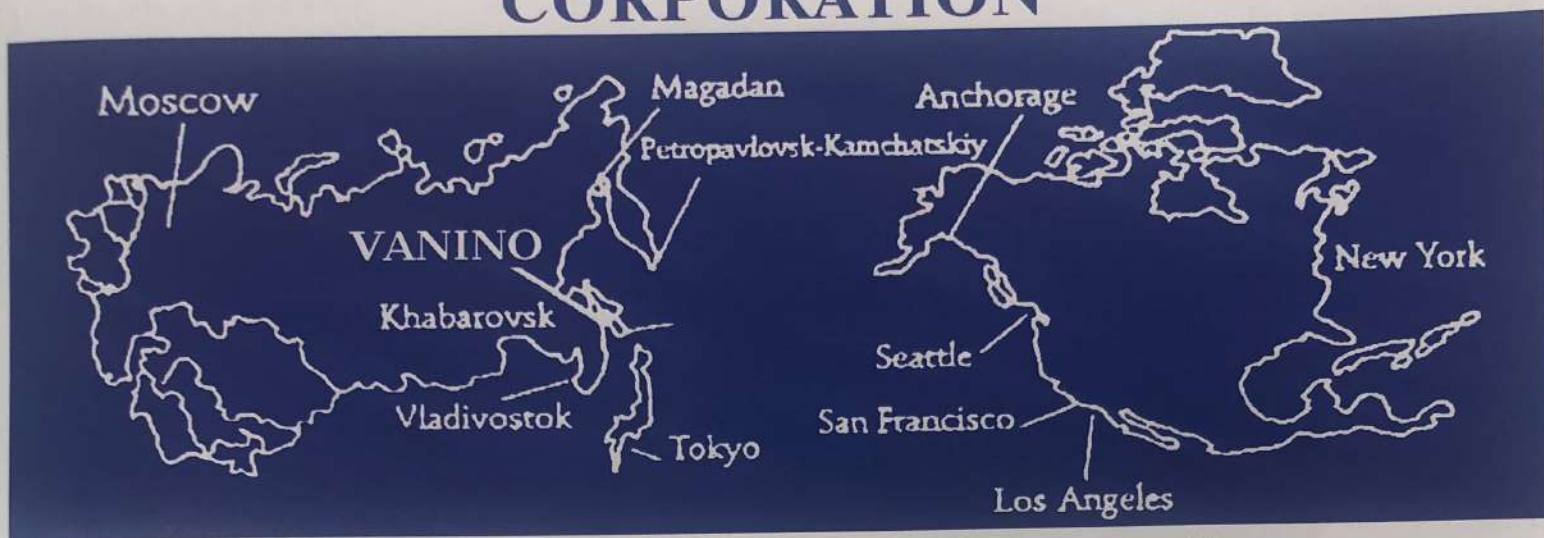 CORPORATION
Moscow
Magadan
Anchorage
Petropavlovsk-Kamchatskiy
VANINO
New York
Khabarovsk
Seattle
Vladivostok
San Francisco
Tokyo
Los Angeles